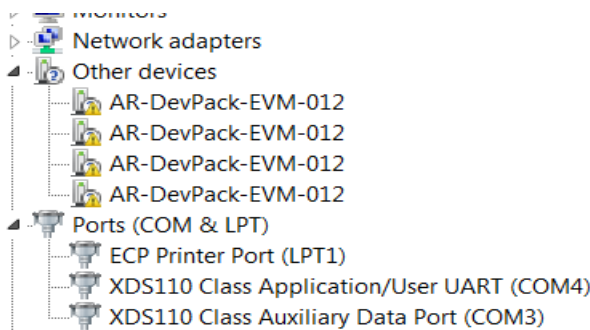 Monitors
Network adapters
Other devices
AR-DevPack-EVM-012
AR-DevPack-EVM-012
AR-DevPack-EVM-012
AR-DevPack-EVM-012
Ports (COM & LPT)
ECP Printer Port (LPT1)
XDS110 Class Application/User UART (COM4)
XDS110 Class Auxiliary Data Port (COM3)